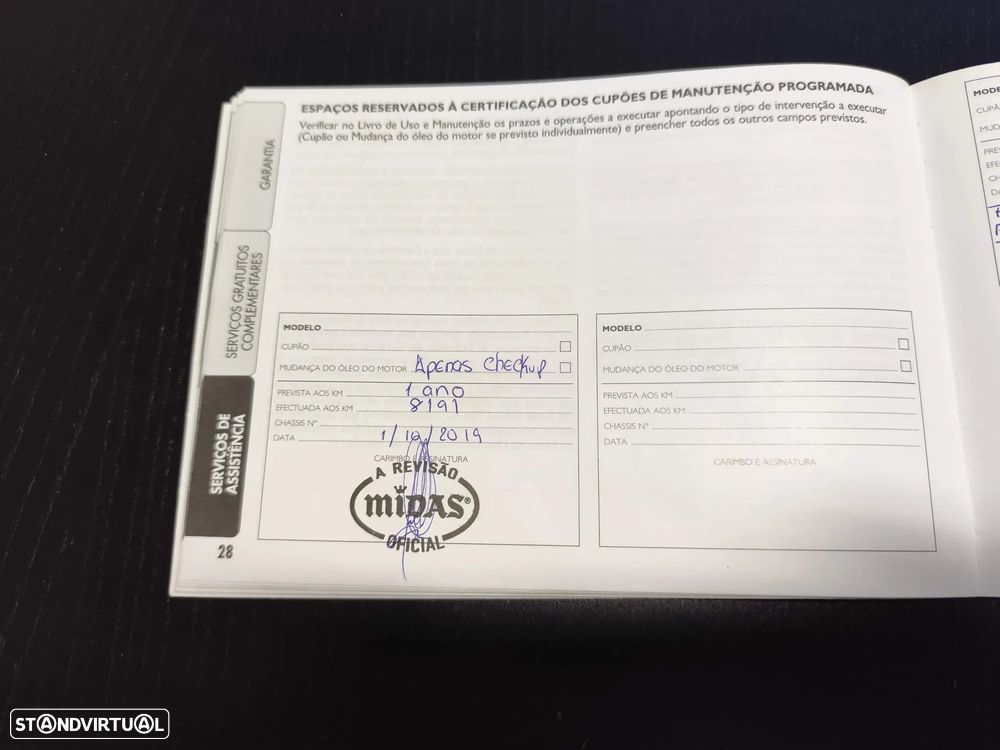 ESPAÇOS RESERVADOS À CERTIFICAÇÃO DOS CUPÕES DE MANUTENÇÃO PROGRAMADA
Verificar no Livro de Uso e Manutenção os prazos e operações a executar apontando o tipo de intervenção a executar
(Cupão ou Mudança do óleo do motor se previsto individualmente) e preencher todos os outros campos previstos.
GARANTIA
SERVIÇOS GRATUITOS
COMPLEMENTARES
SERVIÇOS DE
ASSISTÊNCIA
MODELO
CUPÃO
MUDANÇA DO ÓLEO DO MOTOR Apenas Checkup
PREVISTA AOS KM 1 ano
EFECTUADA AOS KM 8191
CHASSIS Nº
DATA 1/10/2019
CARIMBO E ASSINATURA
A REVISÃO
MIDAS®
OFICIAL
MODELO
CUPÃO
MUDANÇA DO ÓLEO DO MOTOR
PREVISTA AOS KM
EFECTUADA AOS KM
CHASSIS Nº
DATA
CARIMBO E ASSINATURA
28
STANDVIRTUAL